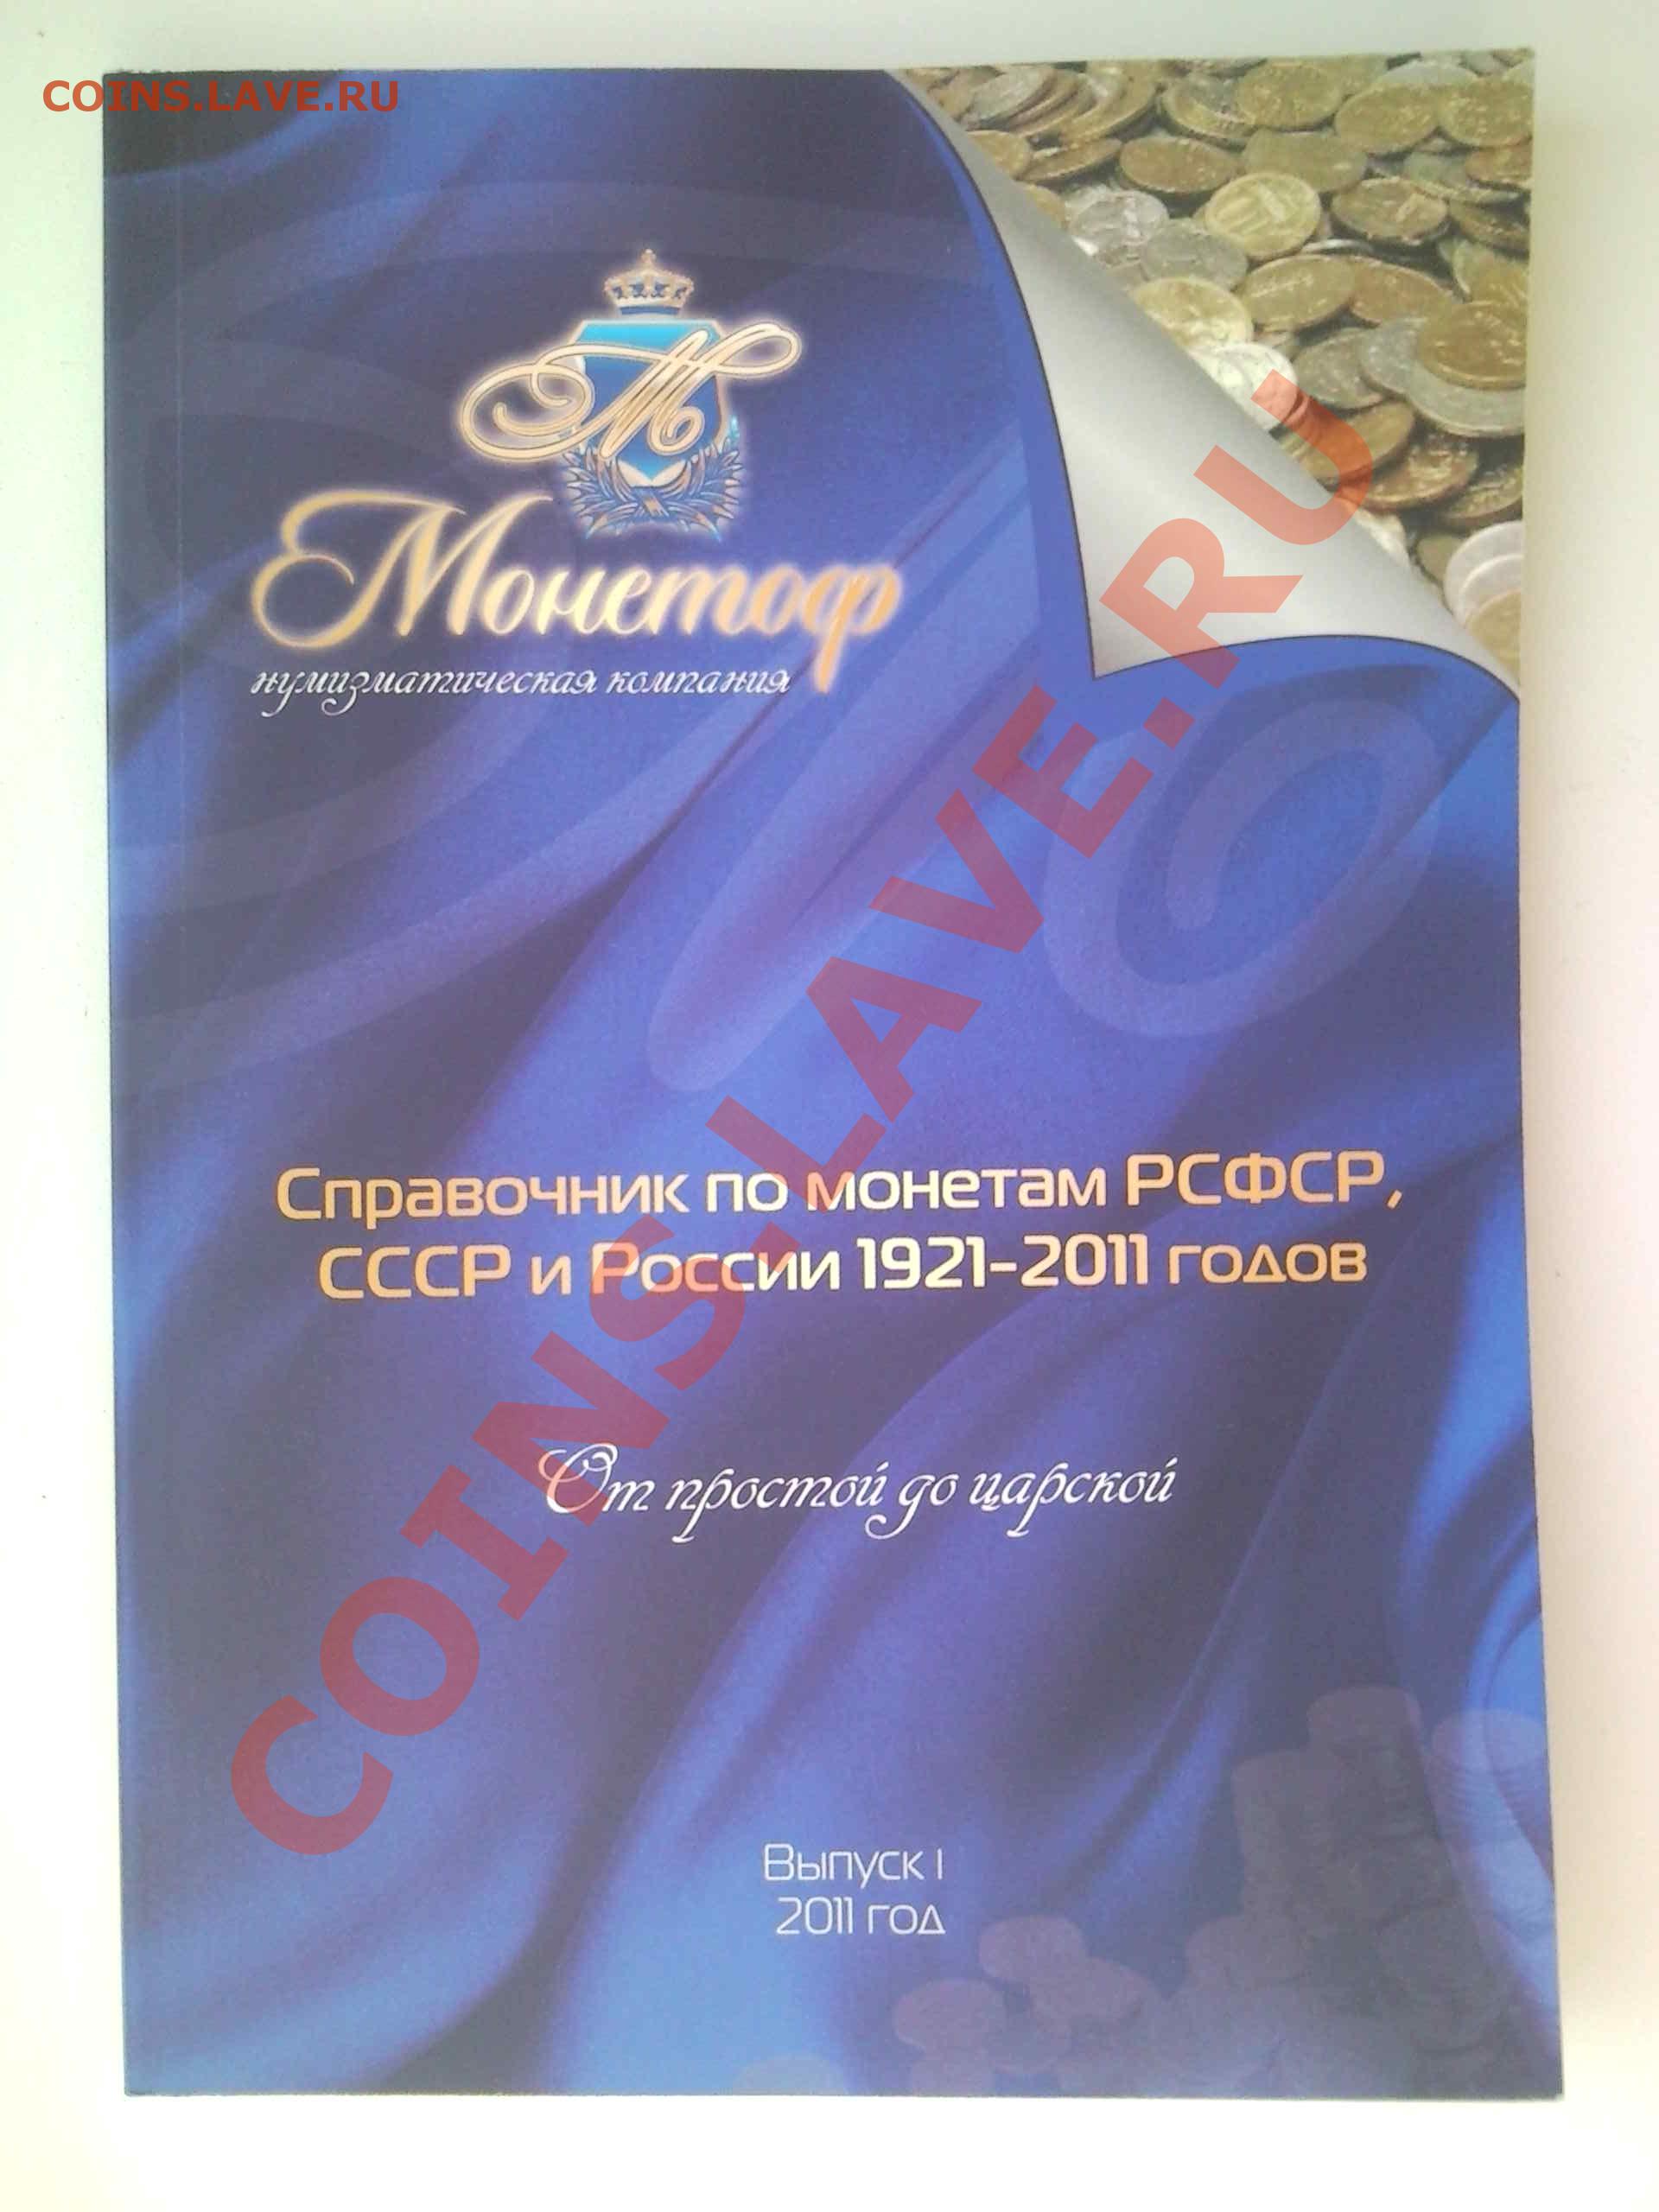 COINS.LAVE.RU
М
Монетоф
нумизматическая компания
COINS.LAVE.RU
Справочник по монетам РСФСР,
СССР и России 1921-2011 годов
От простой до царской
Выпуск I
2011 год